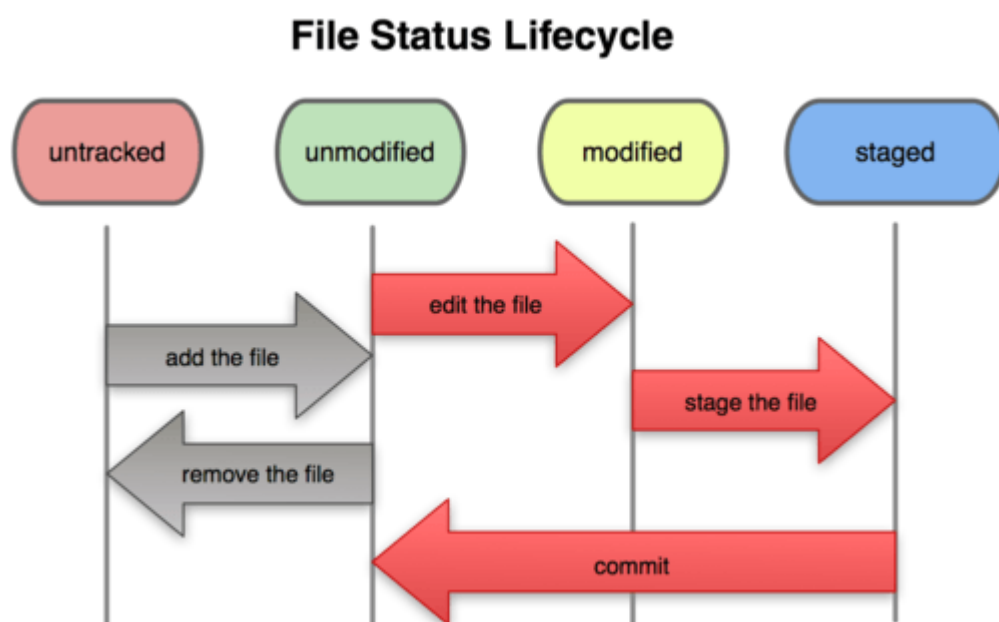 File Status Lifecycle
untracked
unmodified
modified
staged
edit the file
add the file
stage the file
remove the file
commit